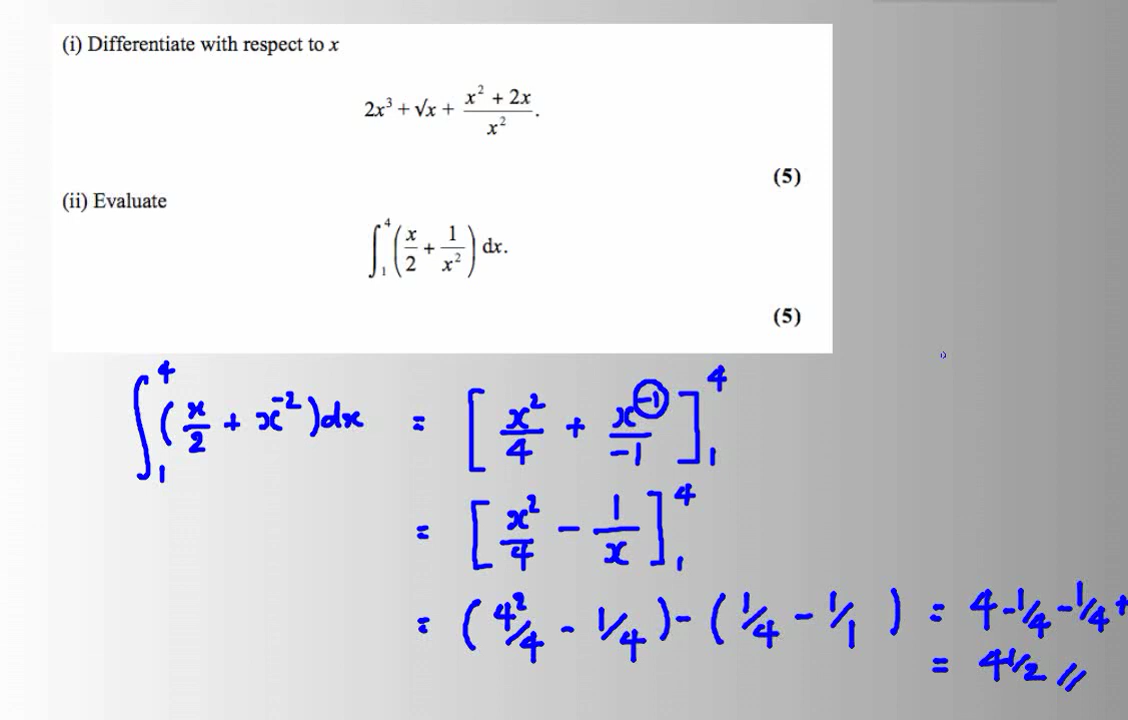 (i) Differentiate with respect to x
2x³ + √x + (x² + 2x)/x².
(5)
(ii) Evaluate
∫₁⁴ (x/2 + 1/x²) dx.
(5)
∫₁⁴ (x/2 + x⁻²) dx = [x²/4 + x⁻¹/-1]₁⁴
= [x²/4 - 1/x]₁⁴
= (4²/4 - 1/4) - (1/4 - 1/1) = 4 - 1/4 - 1/4 +
= 4 1/2 //